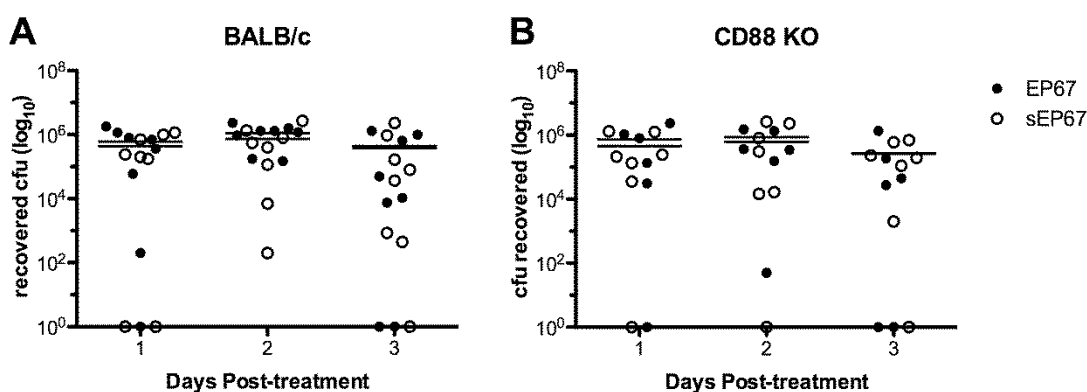 A
BALB/c
recovered cfu (log10)
10^8
10^6
10^4
10^2
10^0
1
2
3
Days Post-treatment
B
CD88 KO
cfu recovered (log10)
10^8
10^6
10^4
10^2
10^0
1
2
3
Days Post-treatment
EP67
sEP67